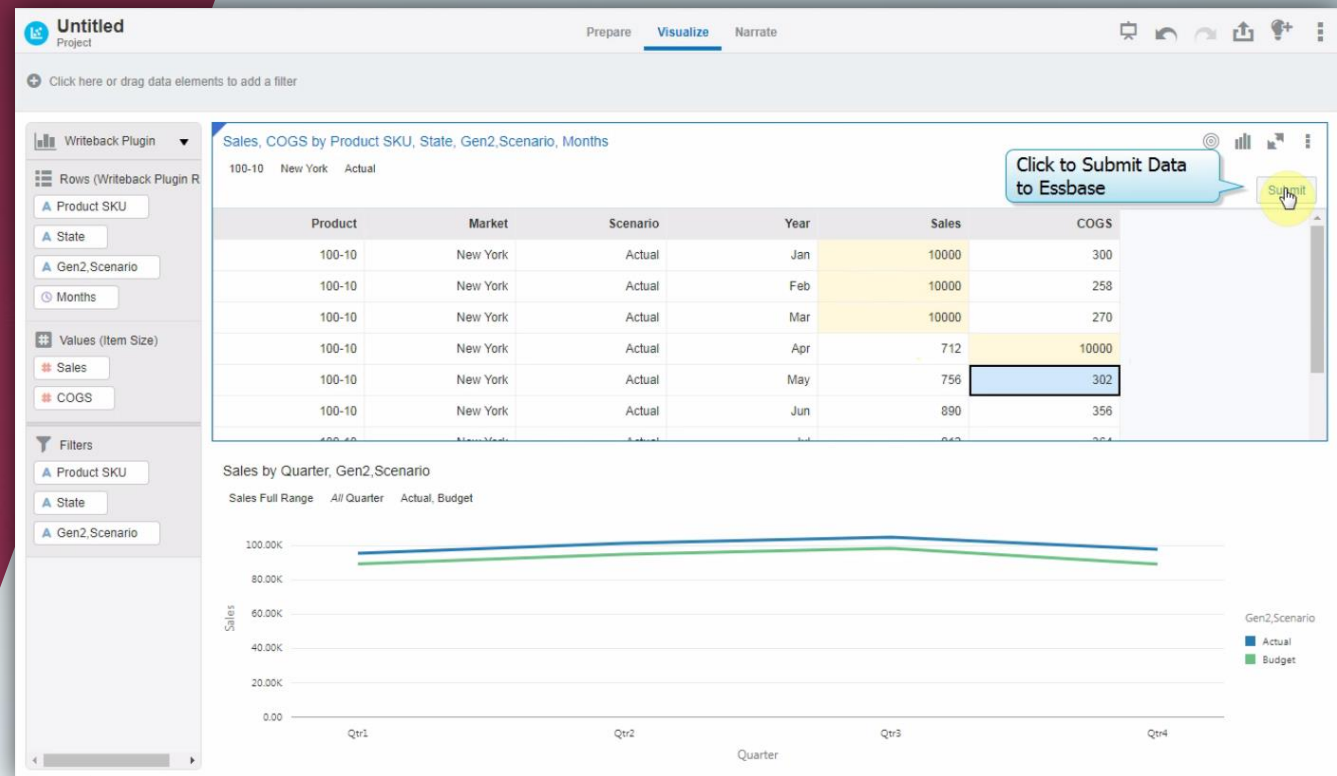 Untitled
Project
Prepare Visualize Narrate
Click here or drag data elements to add a filter
Writeback Plugin
Rows (Writeback Plugin R
A Product SKU
A State
A Gen2,Scenario
Months
Values (Item Size)
# Sales
# COGS
Filters
A Product SKU
A State
A Gen2,Scenario
Sales, COGS by Product SKU, State, Gen2,Scenario, Months
100-10 New York Actual
Click to Submit Data
to Essbase
Submit
Product Market Scenario Year Sales COGS
100-10 New York Actual Jan 10000 300
100-10 New York Actual Feb 10000 258
100-10 New York Actual Mar 10000 270
100-10 New York Actual Apr 712 10000
100-10 New York Actual May 756 302
100-10 New York Actual Jun 890 356
Sales by Quarter, Gen2,Scenario
Sales Full Range All Quarter Actual, Budget
100.00K
80.00K
60.00K
40.00K
20.00K
0.00
Sales
Qtr1 Qtr2 Qtr3 Qtr4
Quarter
Gen2,Scenario
Actual
Budget